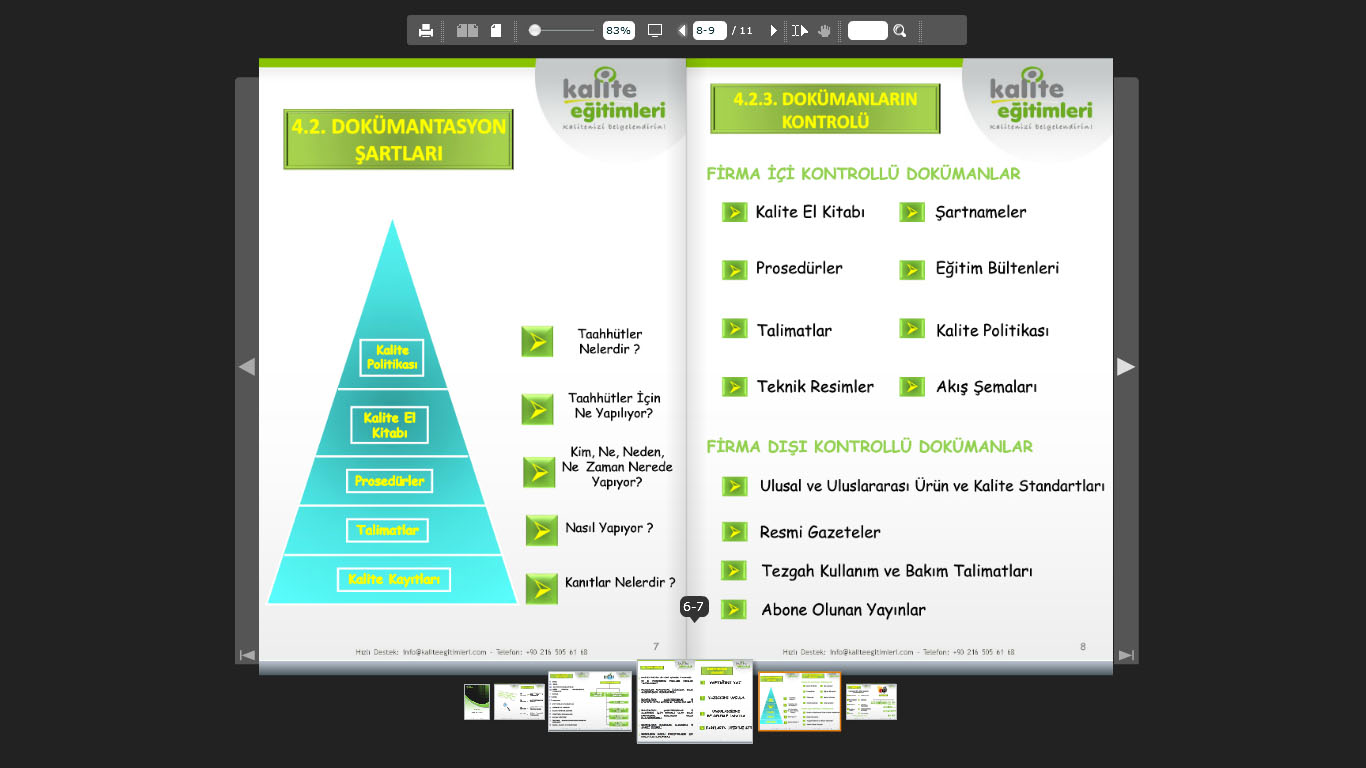 83%
8-9
/ 11
kalite
eğitimleri
Kalitenizi Belgelendirin!
4.2. DOKÜMANTASYON
ŞARTLARI
Kalite
Politikası
Kalite El
Kitabı
Prosedürler
Talimatlar
Kalite Kayıtları
Taahhütler
Nelerdir ?
Taahhütler İçin
Ne Yapılıyor?
Kim, Ne, Neden,
Ne Zaman Nerede
Yapıyor?
Nasıl Yapıyor ?
Kanıtlar Nelerdir ?
Hızlı Destek: info@kaliteegitimleri.com - Telefon: +90 216 505 61 68
7
kalite
eğitimleri
Kalitenizi Belgelendirin!
4.2.3. DOKÜMANLARIN
KONTROLÜ
FİRMA İÇİ KONTROLLÜ DOKÜMANLAR
Kalite El Kitabı
Şartnameler
Prosedürler
Eğitim Bültenleri
Talimatlar
Kalite Politikası
Teknik Resimler
Akış Şemaları
FİRMA DIŞI KONTROLLÜ DOKÜMANLAR
Ulusal ve Uluslararası Ürün ve Kalite Standartları
Resmi Gazeteler
Tezgah Kullanım ve Bakım Talimatları
Abone Olunan Yayınlar
Hızlı Destek: info@kaliteegitimleri.com - Telefon: +90 216 505 61 68
8
6-7